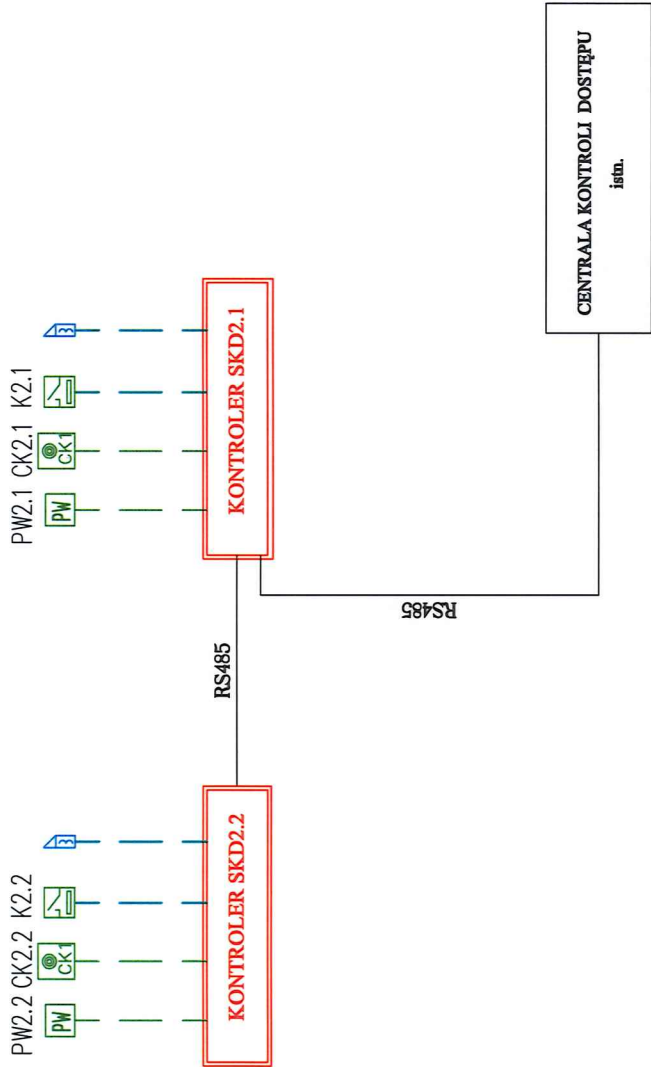 PW2.2 CK2.2 K2.2
PW
CK1
KONTROLER SKD2.2
RS485
PW2.1 CK2.1 K2.1
PW
CK1
KONTROLER SKD2.1
RS485
CENTRALA KONTROLI DOSTĘPU
istn.